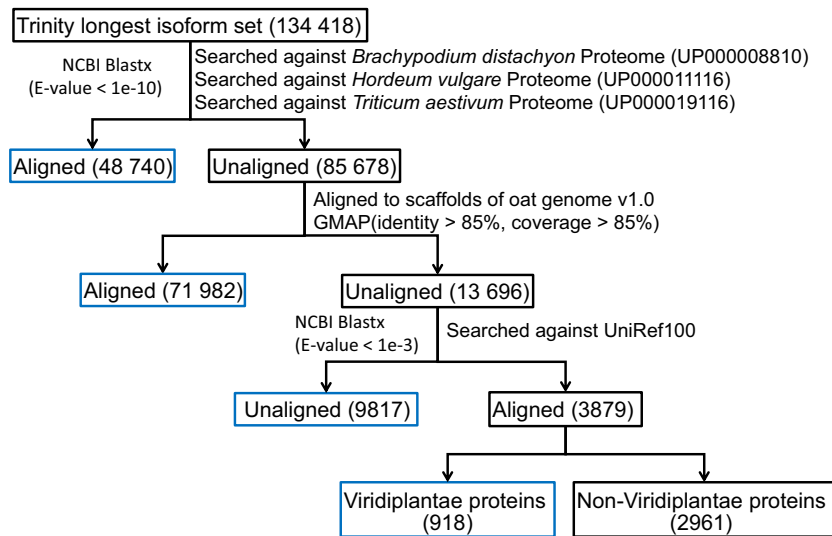 Trinity longest isoform set (134 418)
NCBI Blastx
(E-value < 1e-10)
Searched against Brachypodium distachyon Proteome (UP000008810)
Searched against Hordeum vulgare Proteome (UP000011116)
Searched against Triticum aestivum Proteome (UP000019116)
Aligned (48 740)
Unaligned (85 678)
Aligned to scaffolds of oat genome v1.0
GMAP(identity > 85%, coverage > 85%)
Aligned (71 982)
Unaligned (13 696)
NCBI Blastx
(E-value < 1e-3)
Searched against UniRef100
Unaligned (9817)
Aligned (3879)
Viridiplantae proteins
(918)
Non-Viridiplantae proteins
(2961)